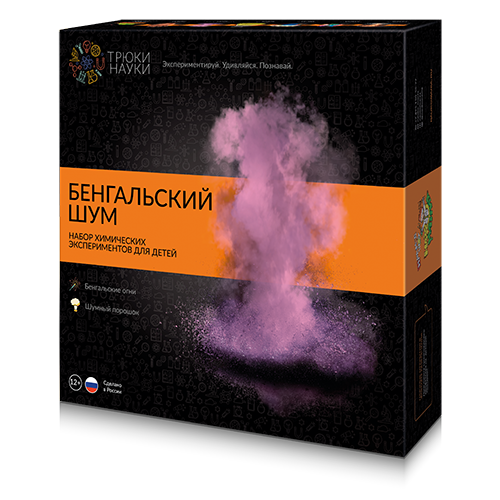 ТРЮКИ
НАУКИ
Экспериментируй. Удивляйся. Познавай.
БЕНГАЛЬСКИЙ
ШУМ
НАБОР ХИМИЧЕСКИХ
ЭКСПЕРИМЕНТОВ ДЛЯ ДЕТЕЙ
Бенгальские огни
Шумный порошок
12+
Сделано
в России